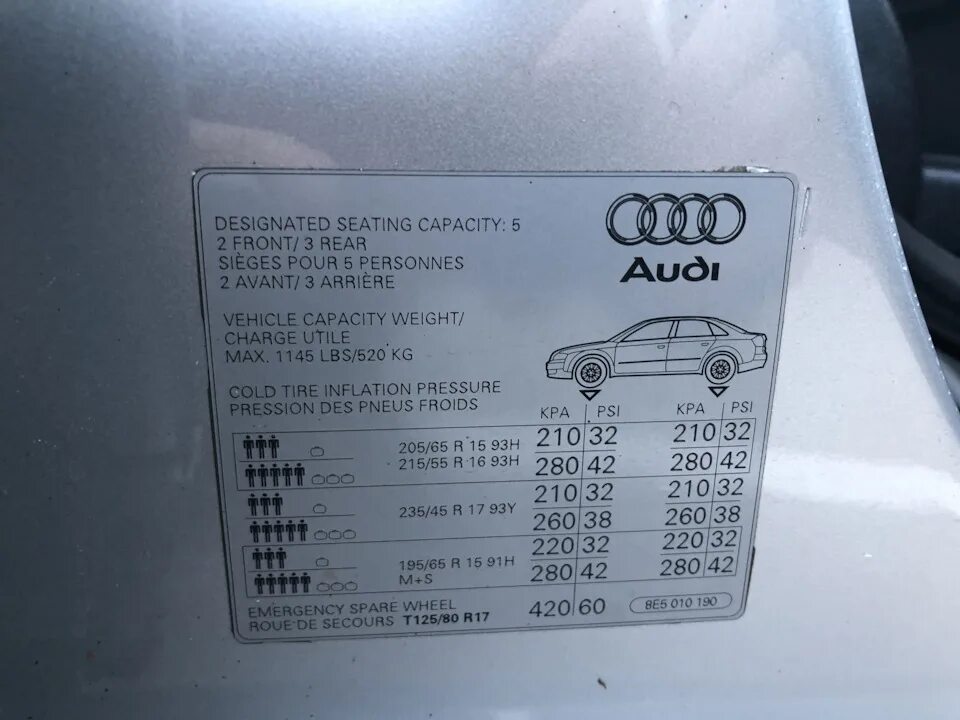 DESIGNATED SEATING CAPACITY: 5
2 FRONT/ 3 REAR
SIÈGES POUR 5 PERSONNES
2 AVANT/ 3 ARRIÈRE
Audi
VEHICLE CAPACITY WEIGHT/
CHARGE UTILE
MAX. 1145 LBS/520 KG
COLD TIRE INFLATION PRESSURE
PRESSION DES PNEUS FROIDS
KPA PSI KPA PSI
205/65 R 15 93H 210 32 210 32
215/55 R 16 93H 280 42 280 42
210 32 210 32
235/45 R 17 93Y 260 38 260 38
195/65 R 15 91H 220 32 220 32
M+S 280 42 280 42
EMERGENCY SPARE WHEEL
ROUE DE SECOURS T125/80 R17 420 60 8E5 010 190